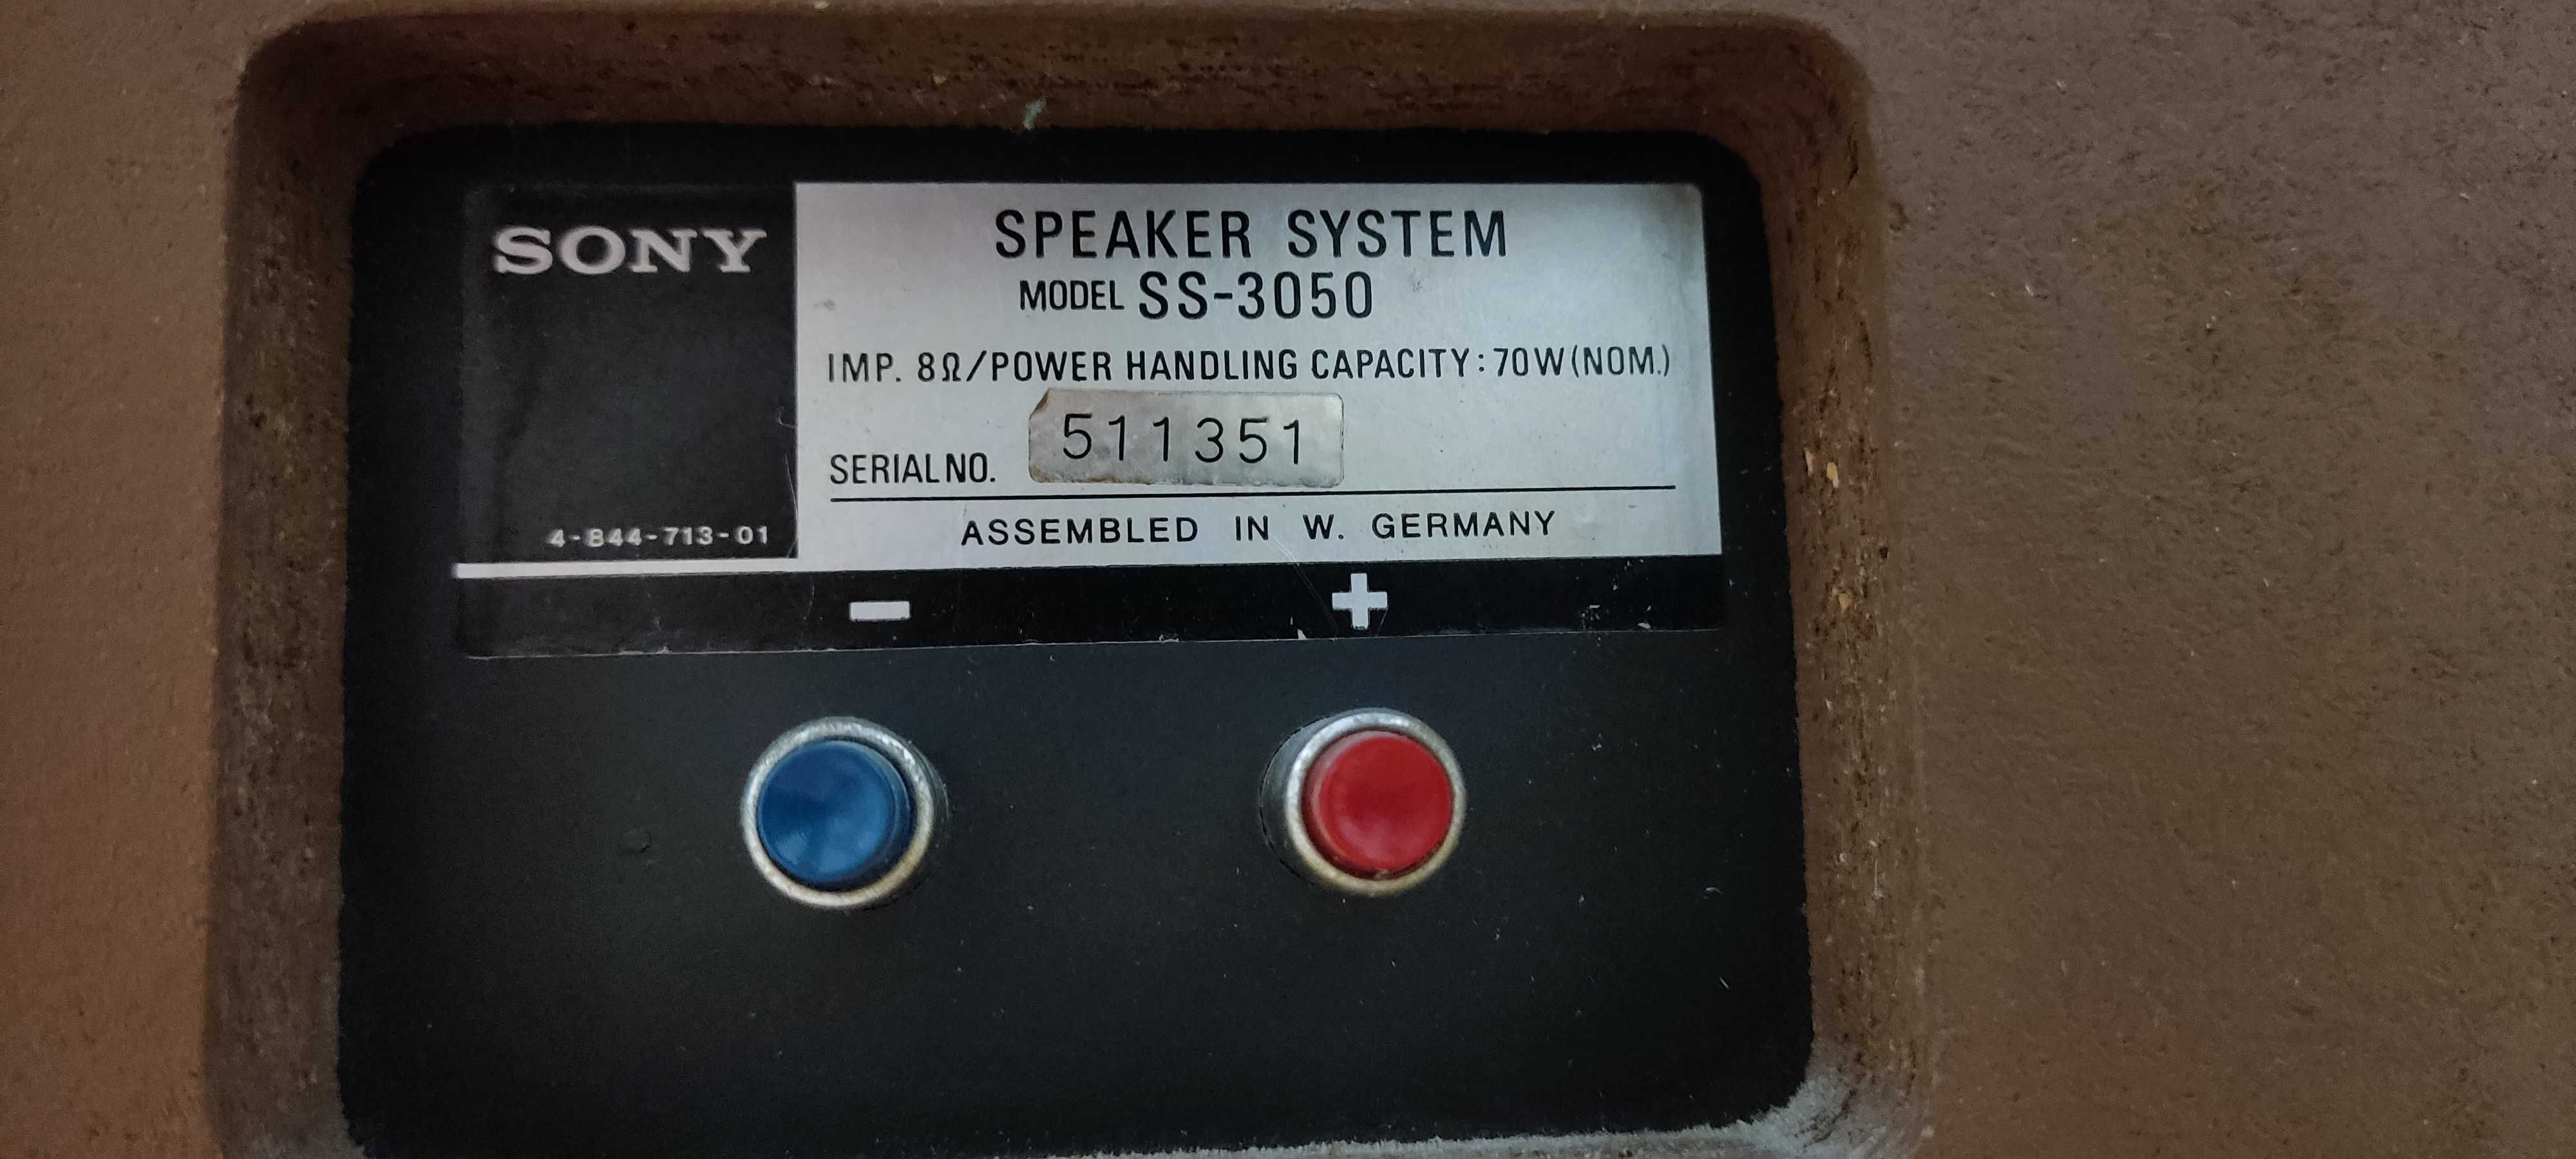 SONY
SPEAKER SYSTEM
MODEL SS-3050
IMP. 8Ω/POWER HANDLING CAPACITY: 70W(NOM.)
SERIAL NO. 511351
4-844-713-01
ASSEMBLED IN W. GERMANY
- +